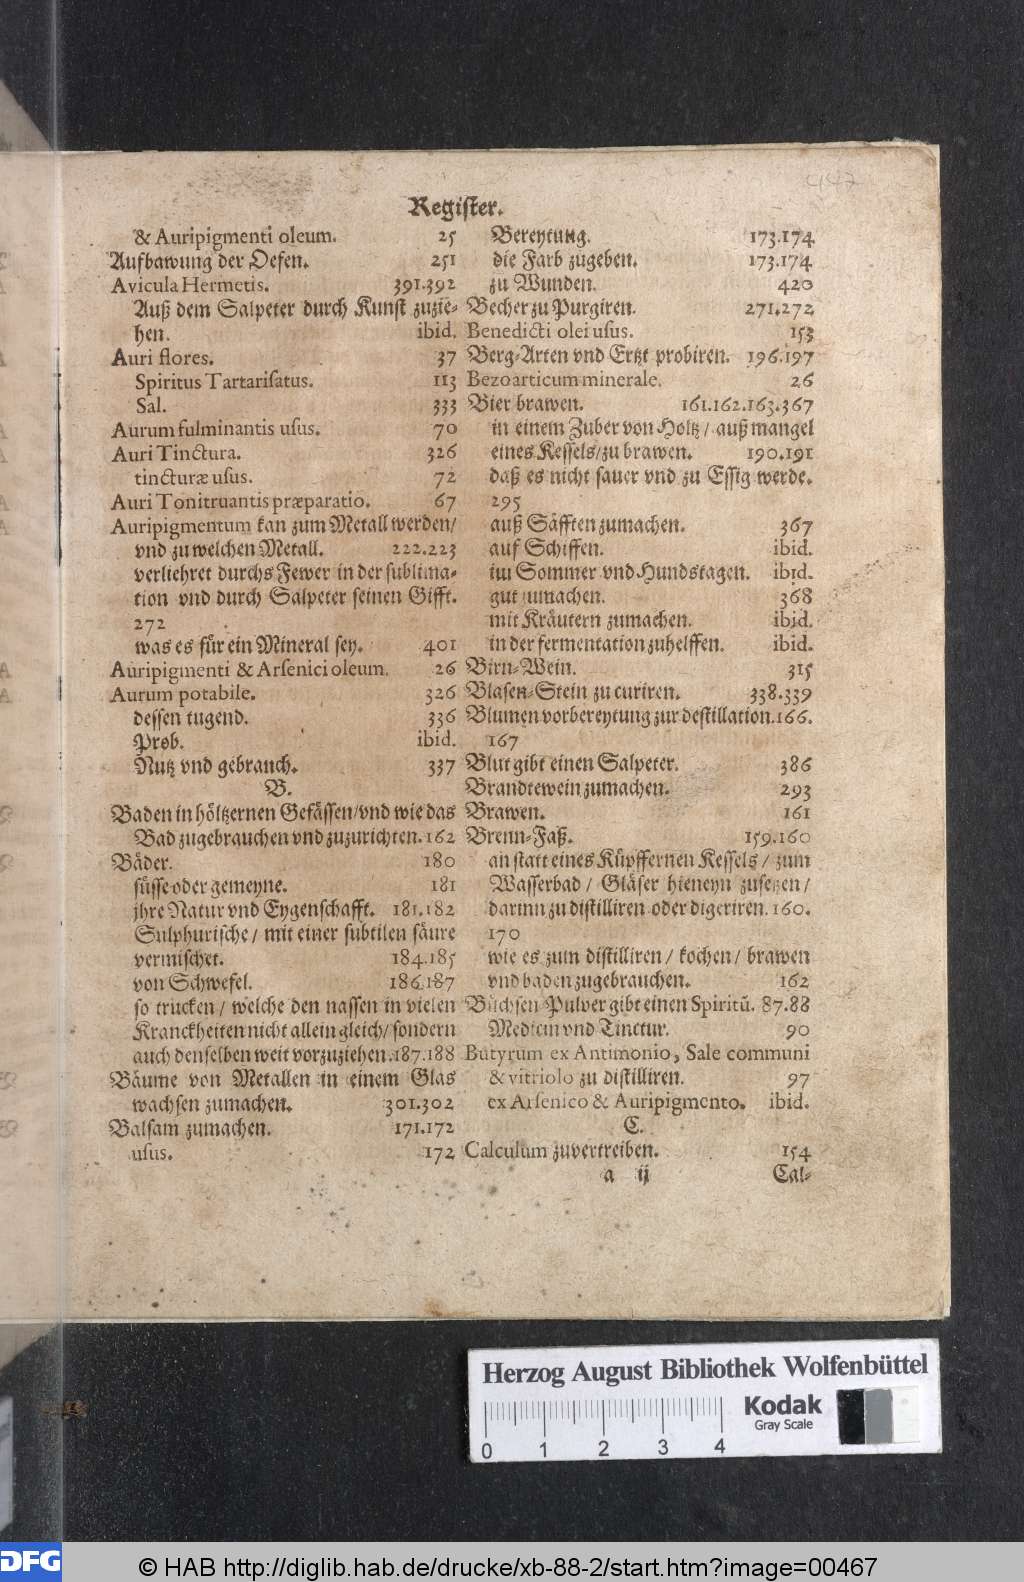 447
Register.
& Auripigmenti oleum. 25
Auffbawung der Oefen. 251
Avicula Hermetis. 391.392
Auß dem Salpeter durch Kunst zuzie-
hen. ibid.
Auri flores. 37
Spiritus Tartarisatus. 113
Sal. 333
Aurum fulminantis usus. 70
Auri Tinctura. 326
tincturæ usus. 72
Auri Tonitruantis præparatio. 67
Auripigmentum kan zum Metall werden/
vnd zu welchen Metall. 222.223
verliehret durchs Fewer in der sublima-
tion vnd durch Salpeter seinen Gifft.
272
was es für ein Mineral sey. 401
Auripigmenti & Arsenici oleum. 26
Aurum potabile. 326
dessen tugend. 336
Prob. ibid.
Nutz vnd gebrauch. 337
B.
Baden in höltzernen Gefässen/vnd wie das
Bad zugebrauchen vnd zuzurichten. 162
Bäder. 180
süsse oder gemeyne. 181
jhre Natur vnd Eygenschafft. 181.182
Sulphurische/ mit einer subtilen säure
vermischet. 184.185
von Schwefel. 186.187
so trucken/ welche den nassen in vielen
Kranckheiten nicht allein gleich/ sondern
auch denselben weit vorzuziehen. 187.188
Bäume von Metallen in einem Glas
wachsen zumachen. 301.302
Balsam zumachen. 171.172
usus. 172
Bereytung. 173.174
die Farb zugeben. 173.174
zu Wunden. 420
Becher zu Purgiren. 271.272
Benedicti olei usus. 153
Berg-Arten vnd Ertzt probiren. 196.197
Bezoarticum minerale. 26
Bier brawen. 161.162.163.367
in einem Zuber von Holtz/ auß mangel
eines Kessels/zu brawen. 190.191
daß es nicht sauer vnd zu Essig werde.
295
auß Säfften zumachen. 367
auf Schiffen. ibid.
im Sommer vnd Hundstagen. ibid.
gut zumachen. 368
mit Kräutern zumachen. ibid.
in der fermentation zuhelffen. ibid.
Birn-Wein. 315
Blasen-Stein zu curiren. 338.339
Blumen vorbereytung zur destillation. 166.
167
Blut gibt einen Salpeter. 386
Brandtewein zumachen. 293
Brawen. 161
Brenn-Faß. 159.160
an statt eines Küpffernen Kessels/ zum
Wasserbad/ Gläser hieneyn zusetzen/
darinn zu distilliren oder digeriren. 160.
170
wie es zum distilliren/ kochen/ brawen
vnd baden zugebrauchen. 162
Büchsen-Pulver gibt einen Spiritũ. 87.88
Medicin vnd Tinctur. 90
Butyrum ex Antimonio, Sale communi
& vitriolo zu distilliren. 97
ex Arsenico & Auripigmento. ibid.
C.
Calculum zuvertreiben. 154
a ij Cal-
Herzog August Bibliothek Wolfenbüttel
Kodak
Gray Scale
0 1 2 3 4
DFG
© HAB http://diglib.hab.de/drucke/xb-88-2/start.htm?image=00467